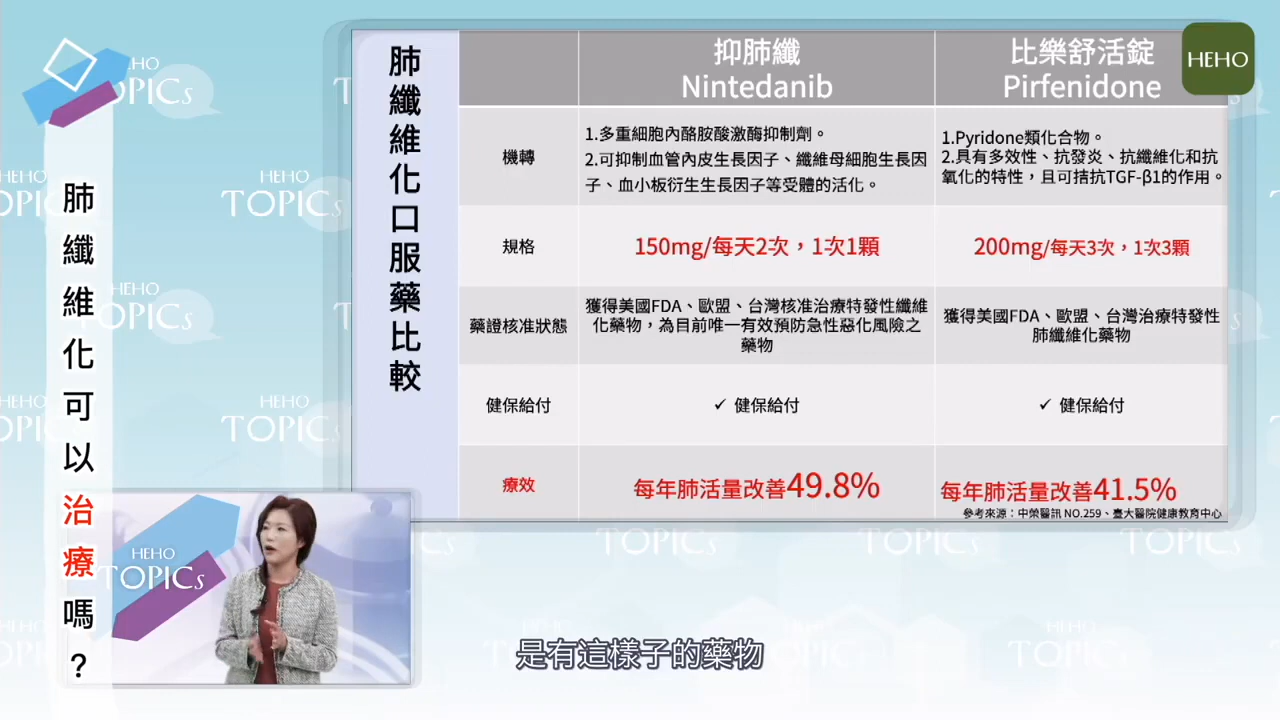 肺纖維化可以治療嗎？
肺纖維化口服藥比較
抑肺纖
Nintedanib
比樂舒活錠
Pirfenidone
HEHO
機轉
1.多重細胞內酪胺酸激酶抑制劑。
2.可抑制血管內皮生長因子、纖維母細胞生長因
子、血小板衍生生長因子等受體的活化。
1.Pyridone類化合物。
2.具有多效性、抗發炎、抗纖維化和抗
氧化的特性，且可拮抗TGF-β1的作用。
規格
150mg/每天2次，1次1顆
200mg/每天3次，1次3顆
藥證核准狀態
獲得美國FDA、歐盟、台灣核准治療特發性纖維
化藥物，為目前唯一有效預防急性惡化風險之
藥物
獲得美國FDA、歐盟、台灣治療特發性
肺纖維化藥物
健保給付
✓ 健保給付
✓ 健保給付
療效
每年肺活量改善49.8%
每年肺活量改善41.5%
參考來源：中榮醫訊 NO.259、臺大醫院健康教育中心
HEHO
TOPICs
是有這樣子的藥物